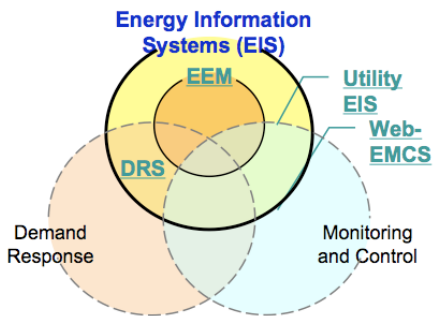 Energy Information
Systems (EIS)
EEM
Utility
EIS
Web-
EMCS
DRS
Demand
Response
Monitoring
and Control